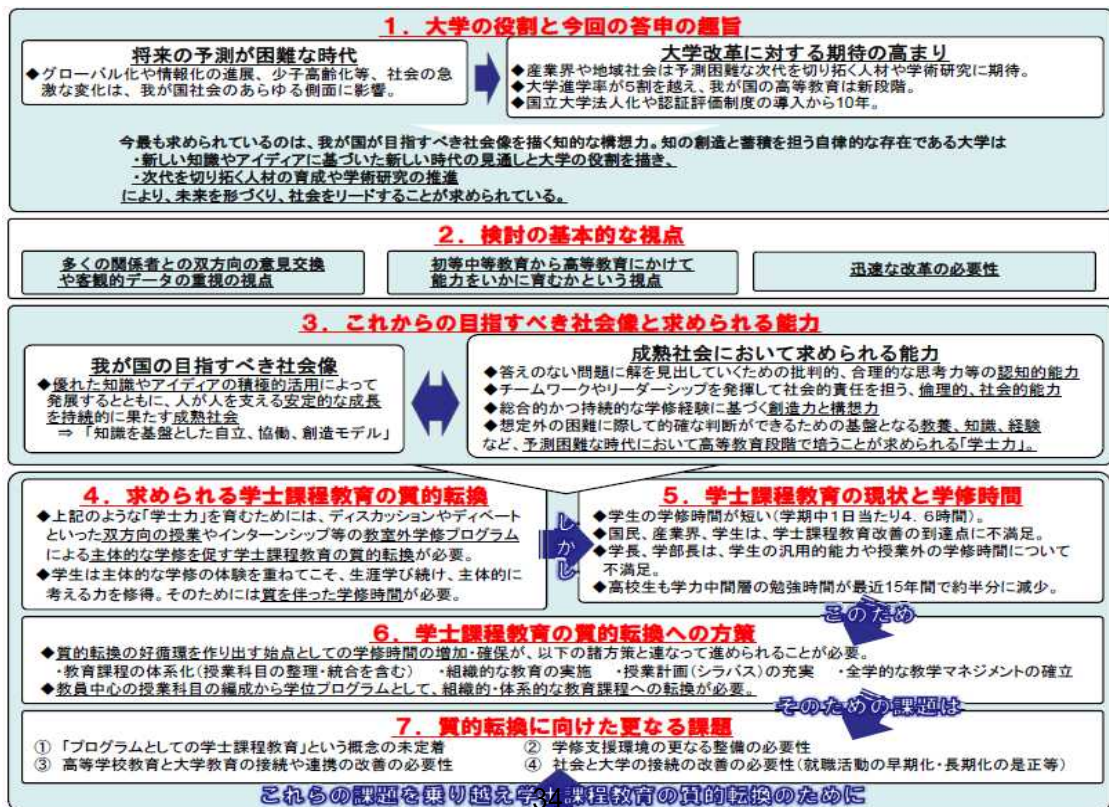 1．大学の役割と今回の答申の趣旨
将来の予測が困難な時代
◆グローバル化や情報化の進展、少子高齢化等、社会の急
激な変化は、我が国社会のあらゆる側面に影響。
大学改革に対する期待の高まり
◆産業界や地域社会は予測困難な次代を切り拓く人材や学術研究に期待。
◆大学進学率が5割を越え、我が国の高等教育は新段階。
◆国立大学法人化や認証評価制度の導入から10年。
今最も求められているのは、我が国が目指すべき社会像を描く知的な構想力。知の創造と蓄積を担う自律的な存在である大学は
・新しい知識やアイディアに基づいた新しい時代の見通しと大学の役割を描き、
・次代を切り拓く人材の育成や学術研究の推進
により、未来を形づくり、社会をリードすることが求められている。
2．検討の基本的な視点
多くの関係者との双方向の意見交換
や客観的データの重視の視点
初等中等教育から高等教育にかけて
能力をいかに育むかという視点
迅速な改革の必要性
3．これからの目指すべき社会像と求められる能力
我が国の目指すべき社会像
◆優れた知識やアイディアの積極的活用によって
発展するとともに、人が人を支える安定的な成長
を持続的に果たす成熟社会
⇒「知識を基盤とした自立、協働、創造モデル」
成熟社会において求められる能力
◆答えのない問題に解を見出していくための批判的、合理的な思考力等の認知的能力
◆チームワークやリーダーシップを発揮して社会的責任を担う、倫理的、社会的能力
◆総合的かつ持続的な学修経験に基づく創造力と構想力
◆想定外の困難に際して的確な判断ができるための基盤となる教養、知識、経験
など、予測困難な時代において高等教育段階で培うことが求められる「学士力」。
4．求められる学士課程教育の質的転換
◆上記のような「学士力」を育むためには、ディスカッションやディベート
といった双方向の授業やインターンシップ等の教室外学修プログラム
による主体的な学修を促す学士課程教育の質的転換が必要。
◆学生は主体的な学修の体験を重ねてこそ、生涯学び続け、主体的に
考える力を修得。そのためには質を伴った学修時間が必要。
しかし
5．学士課程教育の現状と学修時間
◆学生の学修時間が短い(学期中1日当たり4．6時間)。
◆国民、産業界、学生は、学士課程教育改善の到達点に不満足。
◆学長、学部長は、学生の汎用的能力や授業外の学修時間について
不満足。
◆高校生も学力中間層の勉強時間が最近15年間で約半分に減少。
このため
6．学士課程教育の質的転換への方策
◆質的転換の好循環を作り出す始点としての学修時間の増加・確保が、以下の諸方策と連なって進められることが必要。
・教育課程の体系化(授業科目の整理・統合を含む) ・組織的な教育の実施 ・授業計画(シラバス)の充実 ・全学的な教学マネジメントの確立
◆教員中心の授業科目の編成から学位プログラムとして、組織的・体系的な教育課程への転換が必要。
そのための課題は
7．質的転換に向けた更なる課題
① 「プログラムとしての学士課程教育」という概念の未定着 ② 学修支援環境の更なる整備の必要性
③ 高等学校教育と大学教育の接続や連携の改善の必要性 ④ 社会と大学の接続の改善の必要性(就職活動の早期化・長期化の是正等)
これらの課題を乗り越え学士課程教育の質的転換のために
34